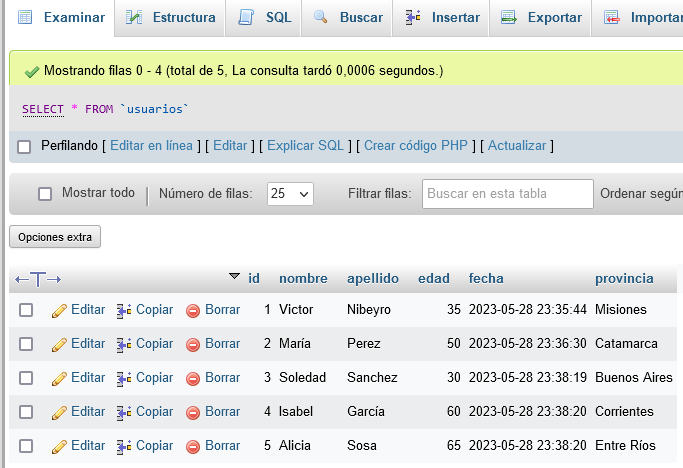 Examinar Estructura SQL Buscar Insertar Exportar Importar
Mostrando filas 0 - 4 (total de 5, La consulta tardó 0,0006 segundos.)
SELECT * FROM `usuarios`
Perfilando [ Editar en línea ] [ Editar ] [ Explicar SQL ] [ Crear código PHP ] [ Actualizar ]
Mostrar todo Número de filas: 25 Filtrar filas: Buscar en esta tabla Ordenar según
Opciones extra
←T→ id nombre apellido edad fecha provincia
Editar Copiar Borrar 1 Victor Nibeyro 35 2023-05-28 23:35:44 Misiones
Editar Copiar Borrar 2 María Perez 50 2023-05-28 23:36:30 Catamarca
Editar Copiar Borrar 3 Soledad Sanchez 30 2023-05-28 23:38:19 Buenos Aires
Editar Copiar Borrar 4 Isabel García 60 2023-05-28 23:38:20 Corrientes
Editar Copiar Borrar 5 Alicia Sosa 65 2023-05-28 23:38:20 Entre Ríos